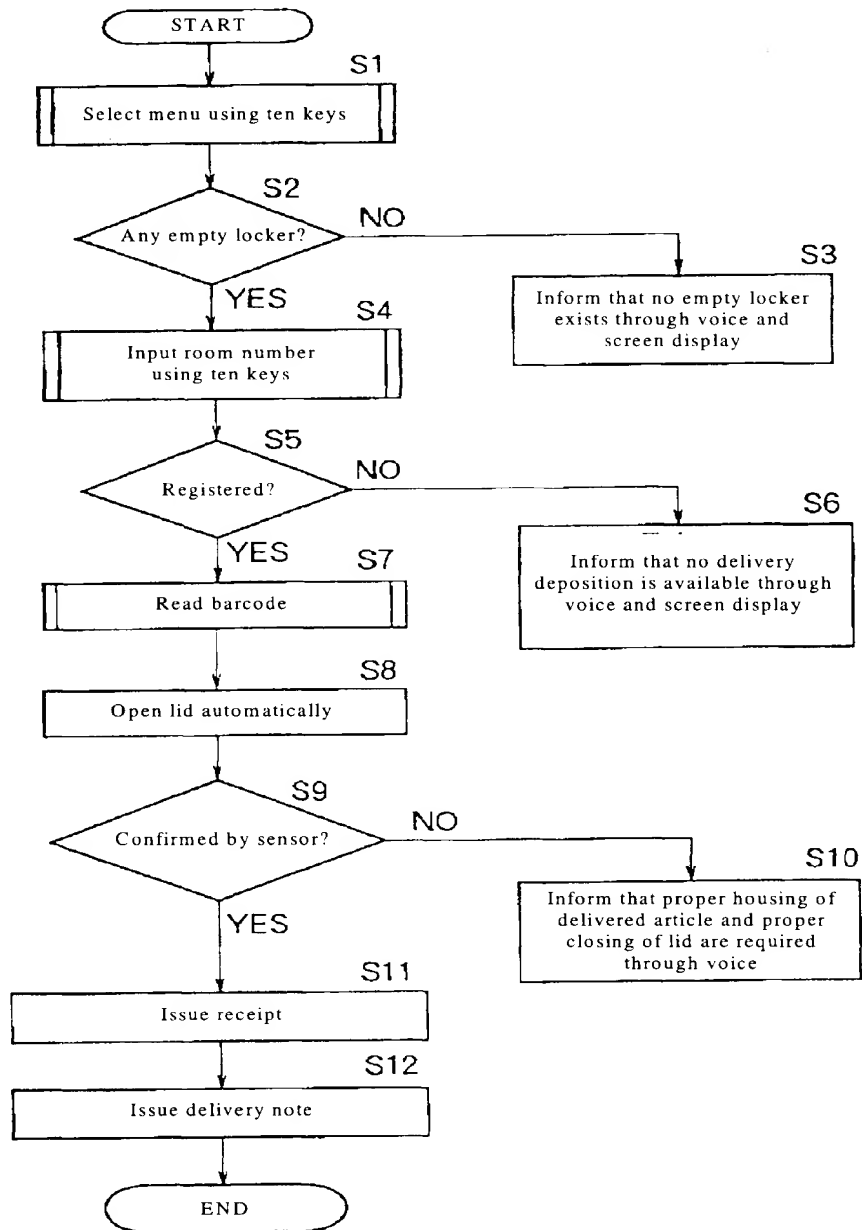 START
S1
Select menu using ten keys
S2
Any empty locker?
NO
YES
S3
Inform that no empty locker
exists through voice and
screen display
S4
Input room number
using ten keys
S5
Registered?
NO
YES
S6
Inform that no delivery
deposition is available through
voice and screen display
S7
Read barcode
S8
Open lid automatically
S9
Confirmed by sensor?
NO
YES
S10
Inform that proper housing of
delivered article and proper
closing of lid are required
through voice
S11
Issue receipt
S12
Issue delivery note
END